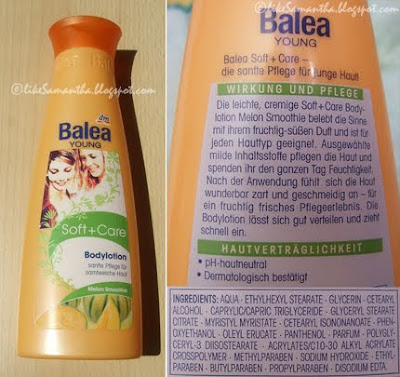 ©likeSamantha.blogspot.com
dm
Balea
YOUNG
Soft+Care
Bodylotion
sanfte Pflege für
samtweiche Haut
Melon Smoothie
Balea
YOUNG
©likeSamantha.blogspot.com
Balea Soft+Care –
die sanfte Pflege für junge Haut!
WIRKUNG UND PFLEGE
Die leichte, cremige Soft+Care Body-
lotion Melon Smoothie belebt die Sinne
mit ihrem fruchtig-süßen Duft und ist für
jeden Hauttyp geeignet. Ausgewählte
milde Inhaltsstoffe pflegen die Haut und
spenden ihr den ganzen Tag Feuchtigkeit.
Nach der Anwendung fühlt sich die Haut
wunderbar zart und geschmeidig an – für
ein fruchtig frisches Pflegeerlebnis. Die
Bodylotion lässt sich gut verteilen und zieht
schnell ein.
HAUTVERTRÄGLICHKEIT
• pH-hautneutral
• Dermatologisch bestätigt
INGREDIENTS: AQUA · ETHYLHEXYL STEARATE · GLYCERIN · CETEARYL
ALCOHOL · CAPRYLIC/CAPRIC TRIGLYCERIDE · GLYCERYL STEARATE
CITRATE · MYRISTYL MYRISTATE · CETEARYL ISONONANOATE · PHEN-
OXYETHANOL · OLEYL ERUCATE · PANTHENOL · PARFUM · POLYGLY-
CERYL-3 DIISOSTEARATE · ACRYLATES/C10-30 ALKYL ACRYLATE
CROSSPOLYMER · METHYLPARABEN · SODIUM HYDROXIDE · ETHYL-
PARABEN · BUTYLPARABEN · PROPYLPARABEN · DISODIUM EDTA.